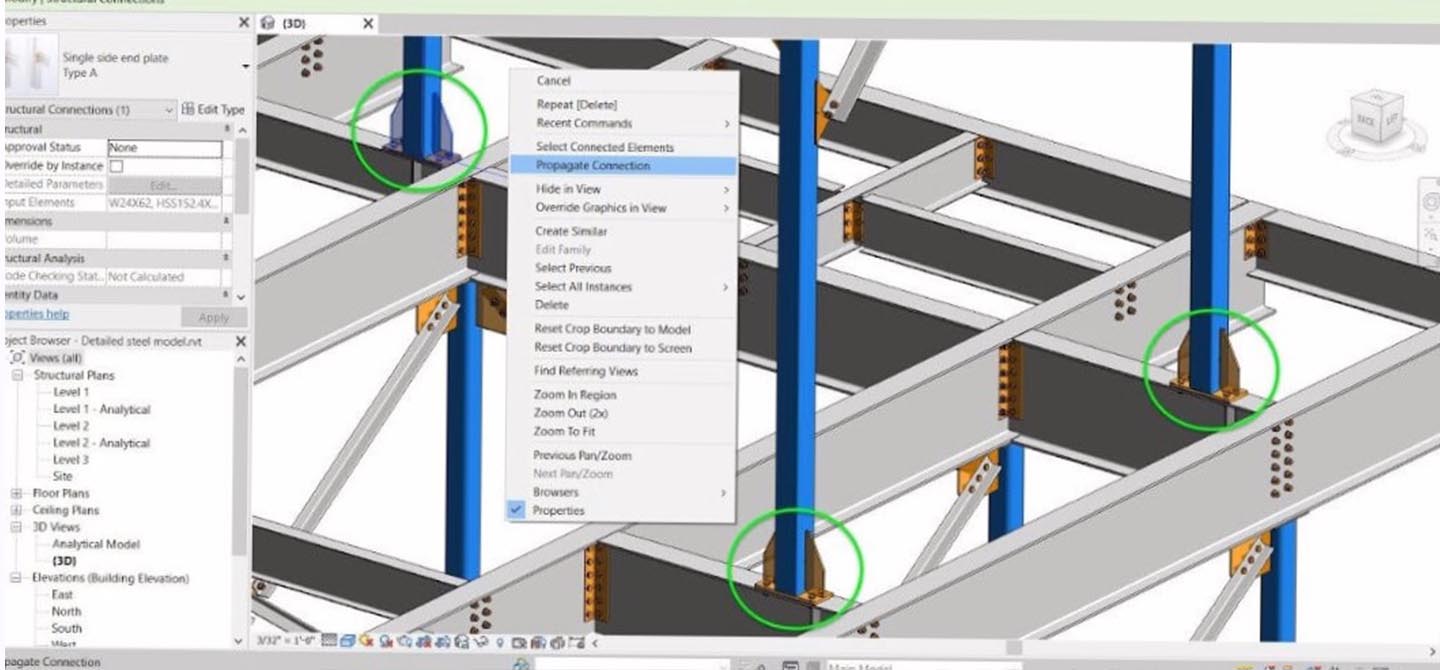 Structural Connections
operties
Single side end plate
Type A
ructural Connections (1)
Edit Type
ructural
Approval Status
None
verride by Instance
etailed Parameters
Edit...
nput Elements
W24X62, HSS152.4X...
mensions
olume
uctural Analysis
ode Checking Stat...
Not Calculated
entity Data
operties help
Apply
oject Browser - Detailed steel model.rvt
Views (all)
Structural Plans
Level 1
Level 1 - Analytical
Level 2
Level 2 - Analytical
Level 3
Site
Floor Plans
Ceiling Plans
3D Views
Analytical Model
(3D)
Elevations (Building Elevation)
East
North
South
West
(3D)
Cancel
Repeat [Delete]
Recent Commands
Select Connected Elements
Propagate Connection
Hide in View
Override Graphics in View
Create Similar
Edit Family
Select Previous
Select All Instances
Delete
Reset Crop Boundary to Model
Reset Crop Boundary to Screen
Find Referring Views
Zoom In Region
Zoom Out (2x)
Zoom To Fit
Previous Pan/Zoom
Next Pan/Zoom
Browsers
Properties
3/32" = 1'-0"
pagate Connection
Main Model